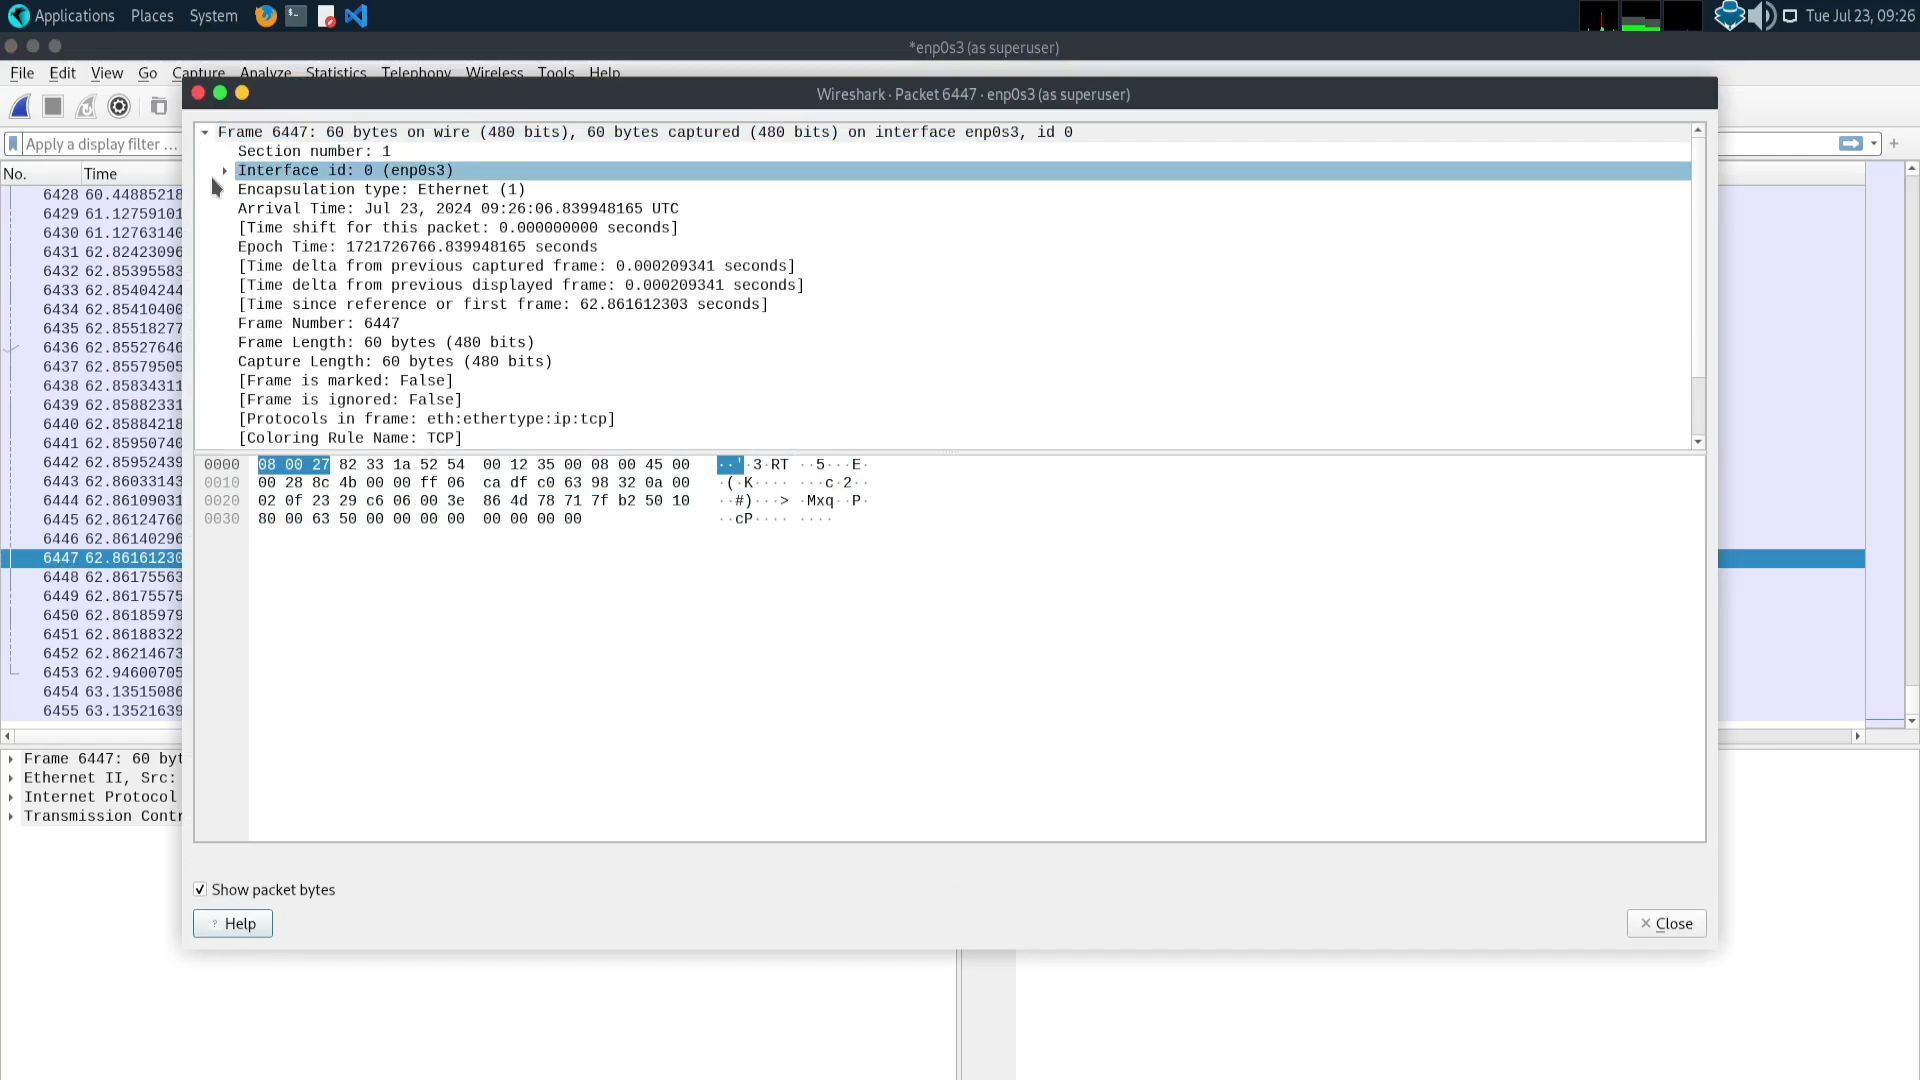 Applications Places System Tue Jul 23, 09:26
*enp0s3 (as superuser)
File Edit View Go Capture Analyze Statistics Telephony Wireless Tools Help
Wireshark · Packet 6447 · enp0s3 (as superuser)
Apply a display filter ...
No. Time
6428 60.44885218
6429 61.12759101
6430 61.12763140
6431 62.82423096
6432 62.85395583
6433 62.85404244
6434 62.85410400
6435 62.85518277
6436 62.85527646
6437 62.85579505
6438 62.85834311
6439 62.85882331
6440 62.85884218
6441 62.85950740
6442 62.85952439
6443 62.86033143
6444 62.86109031
6445 62.86124760
6446 62.86140296
6447 62.86161230
6448 62.86175563
6449 62.86175575
6450 62.86185979
6451 62.86188322
6452 62.86214673
6453 62.94600705
6454 63.13515086
6455 63.13521639
Frame 6447: 60 byt
Ethernet II, Src:
Internet Protocol
Transmission Contr
Frame 6447: 60 bytes on wire (480 bits), 60 bytes captured (480 bits) on interface enp0s3, id 0
Section number: 1
Interface id: 0 (enp0s3)
Encapsulation type: Ethernet (1)
Arrival Time: Jul 23, 2024 09:26:06.839948165 UTC
[Time shift for this packet: 0.000000000 seconds]
Epoch Time: 1721726766.839948165 seconds
[Time delta from previous captured frame: 0.000209341 seconds]
[Time delta from previous displayed frame: 0.000209341 seconds]
[Time since reference or first frame: 62.861612303 seconds]
Frame Number: 6447
Frame Length: 60 bytes (480 bits)
Capture Length: 60 bytes (480 bits)
[Frame is marked: False]
[Frame is ignored: False]
[Protocols in frame: eth:ethertype:ip:tcp]
[Coloring Rule Name: TCP]
0000 08 00 27 82 33 1a 52 54 00 12 35 00 08 00 45 00 ··'·3·RT ··5···E·
0010 00 28 8c 4b 00 00 ff 06 ca df c0 63 98 32 0a 00 ·(·K···· ···c·2··
0020 02 0f 23 29 c6 06 00 3e 86 4d 78 71 7f b2 50 10 ··#)···> ·Mxq··P·
0030 80 00 63 50 00 00 00 00 00 00 00 00 ··cP···· ····
Show packet bytes
? Help
Close